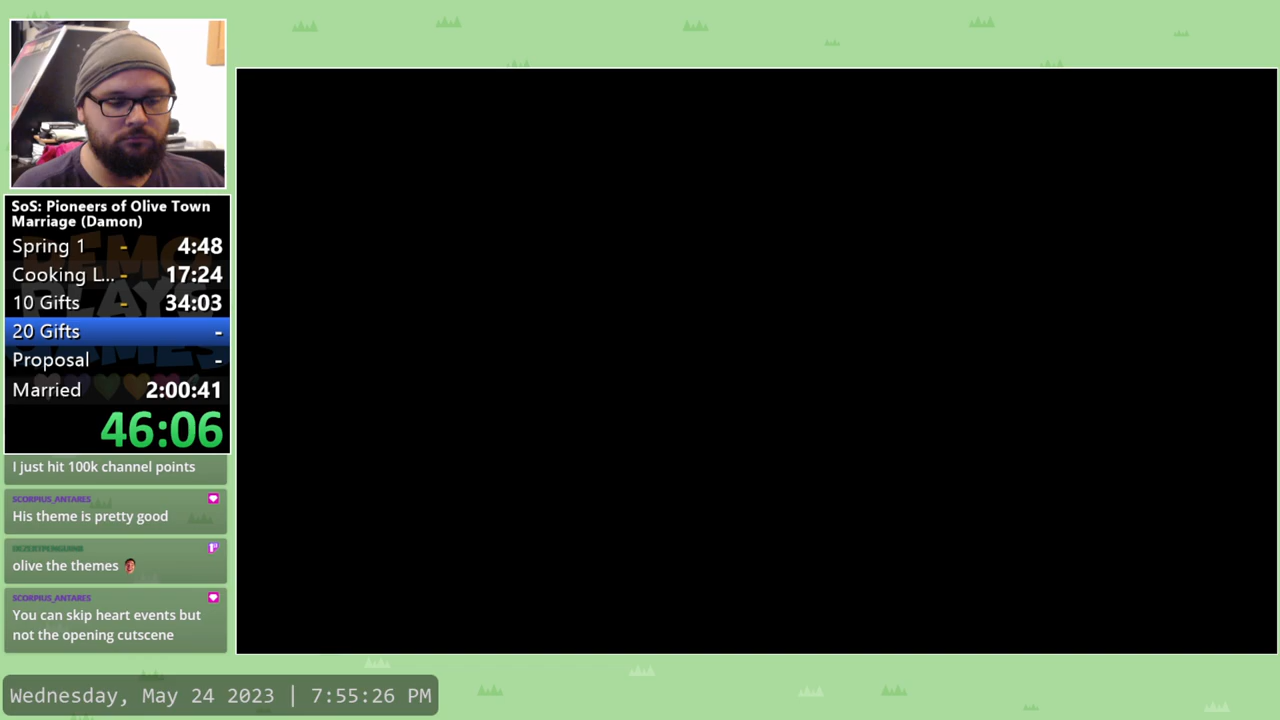 SoS: Pioneers of Olive Town
Marriage (Damon)
Spring 1 - 4:48
Cooking L... - 17:24
10 Gifts - 34:03
20 Gifts -
Proposal -
Married 2:00:41
46:06
I just hit 100k channel points
SCORPIUS_ANTARES
His theme is pretty good
olive the themes
SCORPIUS_ANTARES
You can skip heart events but
not the opening cutscene
Wednesday, May 24 2023 | 7:55:26 PM